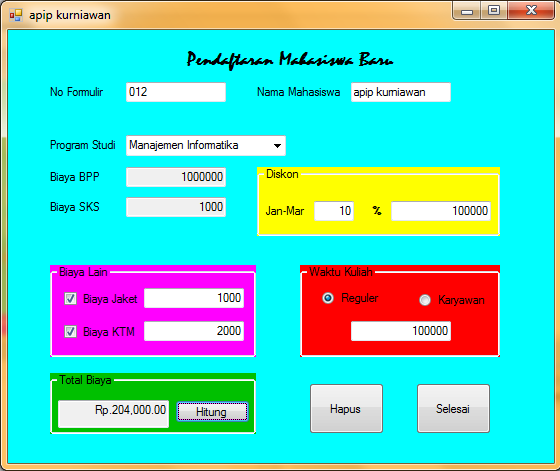 apip kurniawan
Pendaftaran Mahasiswa Baru
No Formulir 012 Nama Mahasiswa apip kurniawan
Program Studi Manajemen Informatika
Biaya BPP 1000000
Biaya SKS 1000
Diskon
Jan-Mar 10 % 100000
Biaya Lain
Biaya Jaket 1000
Biaya KTM 2000
Waktu Kuliah
Reguler Karyawan
100000
Total Biaya
Rp.204,000.00 Hitung
Hapus Selesai